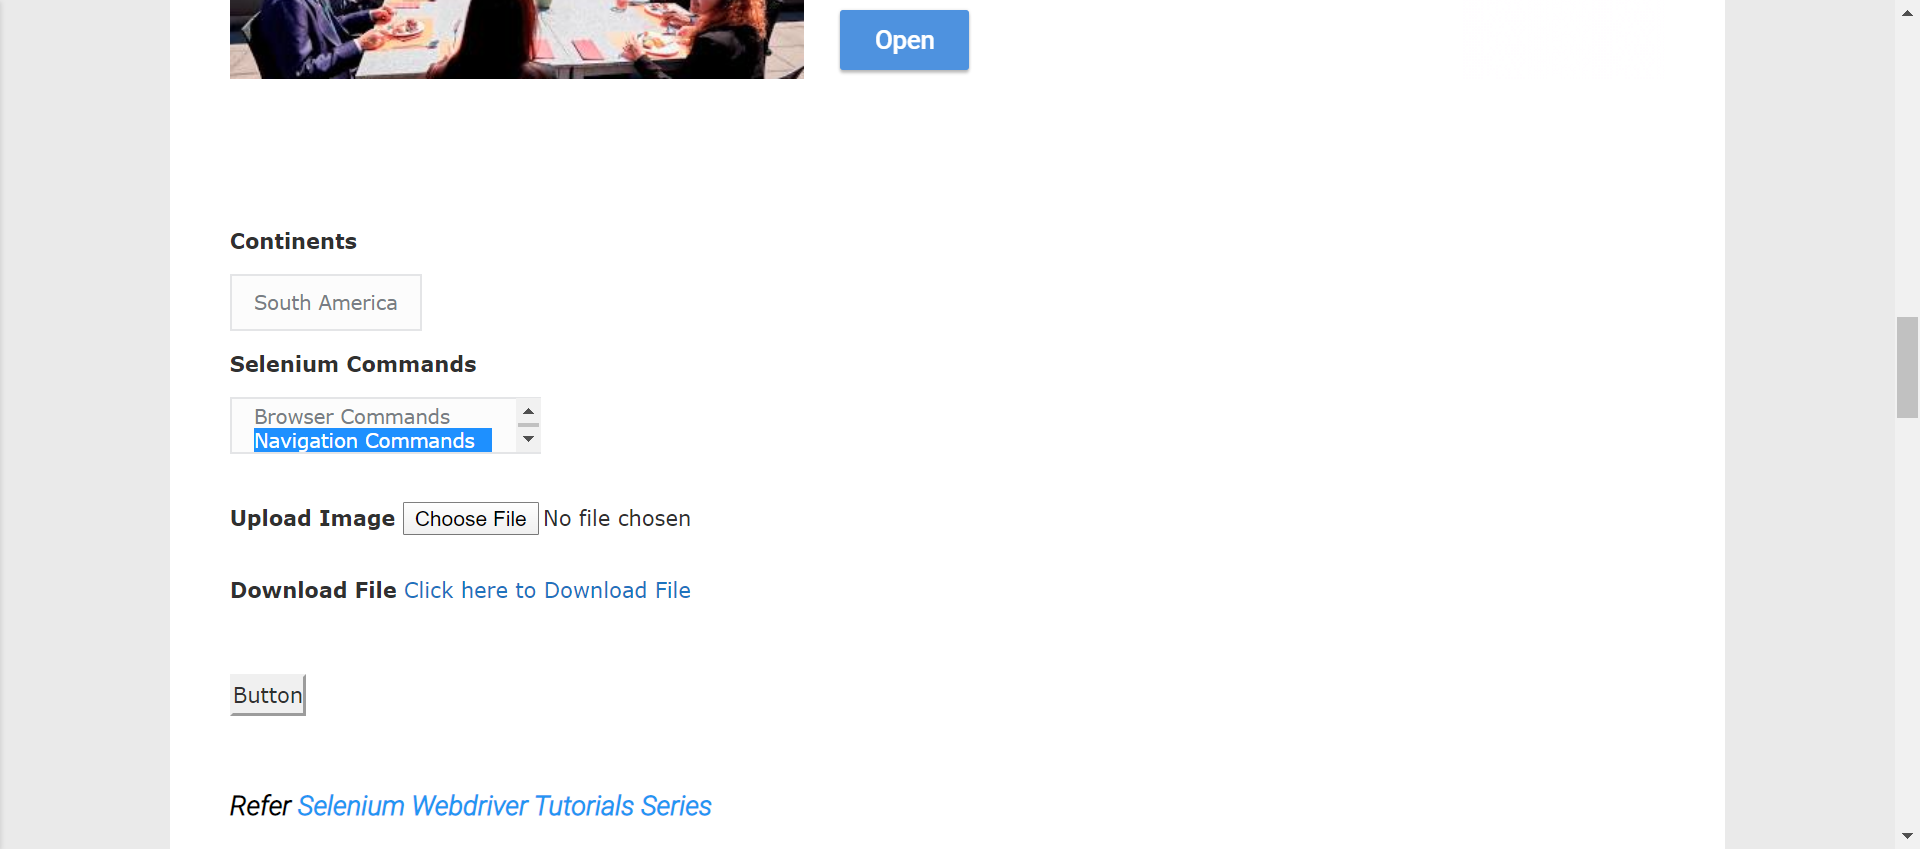 Open
Continents
South America
Selenium Commands
Browser Commands
Navigation Commands
Upload Image Choose File No file chosen
Download File Click here to Download File
Button
Refer Selenium Webdriver Tutorials Series